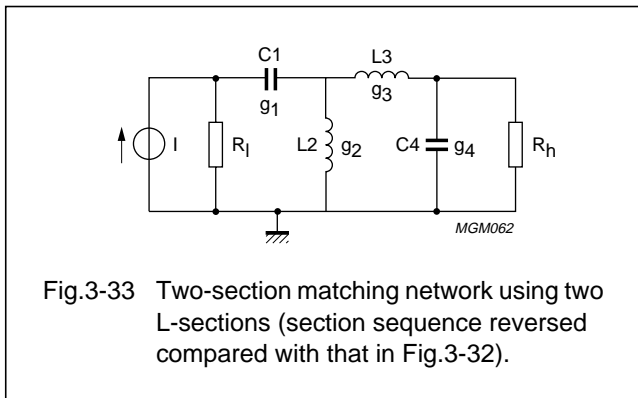 C1
L3
g1
g3
I
Rl
L2
g2
C4
g4
Rh
MGM062
Fig.3-33 Two-section matching network using two
L-sections (section sequence reversed
compared with that in Fig.3-32).